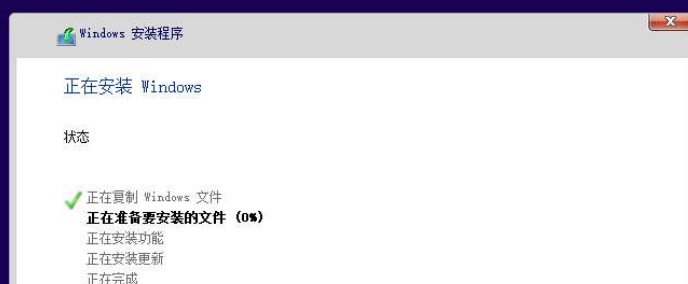 Windows 安装程序
正在安装 Windows
状态
正在复制 Windows 文件
正在准备要安装的文件 (0%)
正在安装功能
正在安装更新
正在完成